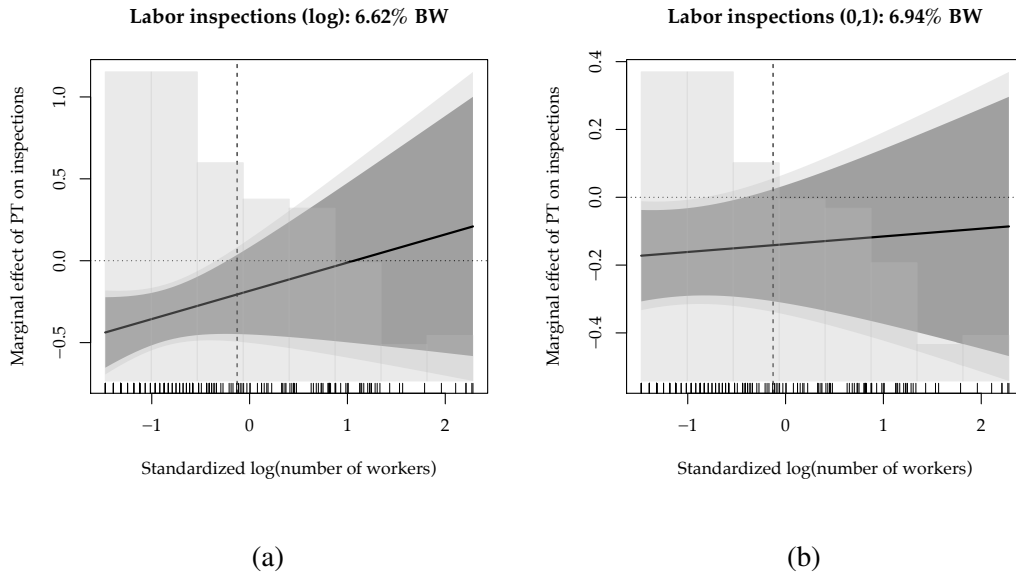 Labor inspections (log): 6.62% BW
Marginal effect of PT on inspections
1.0
0.5
0.0
−0.5
−1
0
1
2
Standardized log(number of workers)
(a)
Labor inspections (0,1): 6.94% BW
Marginal effect of PT on inspections
0.4
0.2
0.0
−0.2
−0.4
−1
0
1
2
Standardized log(number of workers)
(b)